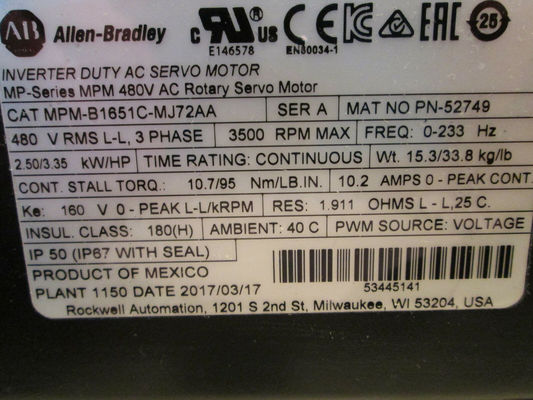 AB Allen-Bradley c RU US CE KC EAC 25
E146578 EN60034-1
INVERTER DUTY AC SERVO MOTOR
MP-Series MPM 480V AC Rotary Servo Motor
CAT MPM-B1651C-MJ72AA SER A MAT NO PN-52749
480 V RMS L-L, 3 PHASE 3500 RPM MAX FREQ: 0-233 Hz
2.50/3.35 kW/HP TIME RATING: CONTINUOUS Wt. 15.3/33.8 kg/lb
CONT. STALL TORQ.: 10.7/95 Nm/LB.IN. 10.2 AMPS 0 - PEAK CONT.
Ke: 160 V 0 - PEAK L-L/kRPM RES: 1.911 OHMS L - L,25 C.
INSUL. CLASS: 180(H) AMBIENT: 40 C PWM SOURCE: VOLTAGE
IP 50 (IP67 WITH SEAL)
PRODUCT OF MEXICO
PLANT 1150 DATE 2017/03/17 53445141
Rockwell Automation, 1201 S 2nd St, Milwaukee, WI 53204, USA